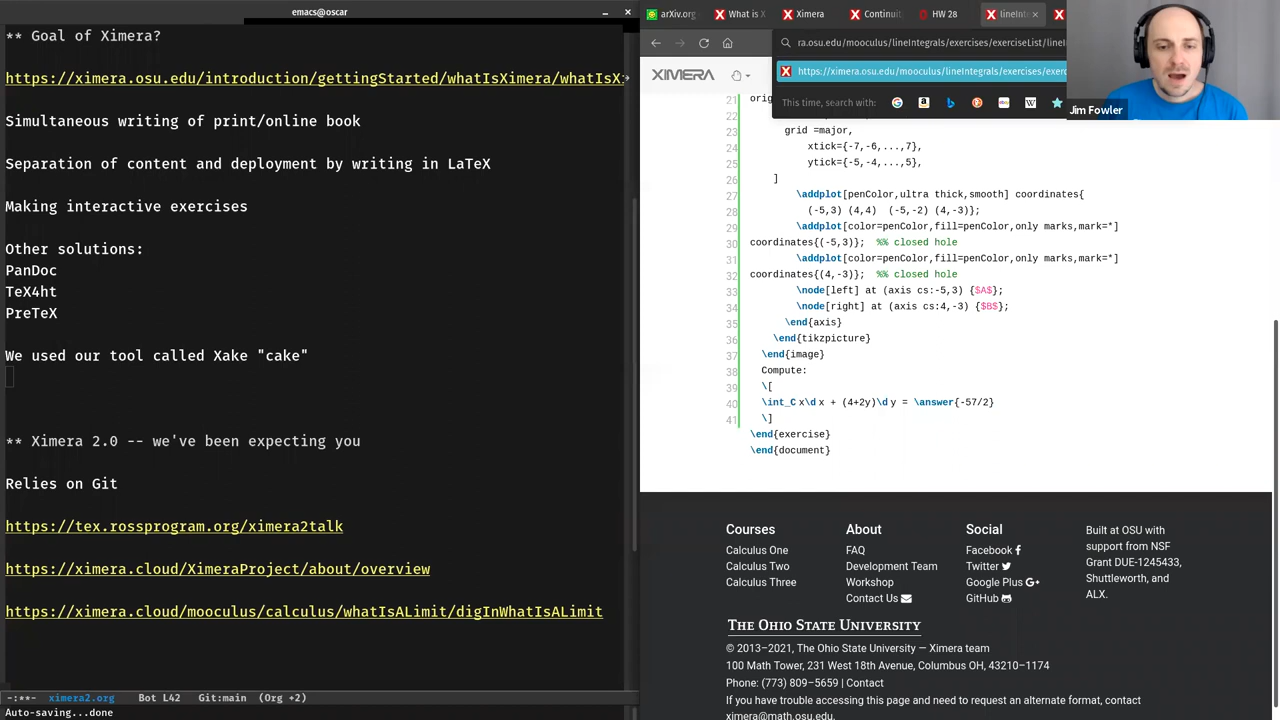 emacs@oscar
** Goal of Ximera?
https://ximera.osu.edu/introduction/gettingStarted/whatIsXimera/whatIsX
Simultaneous writing of print/online book
Separation of content and deployment by writing in LaTeX
Making interactive exercises
Other solutions:
PanDoc
TeX4ht
PreTeX
We used our tool called Xake "cake"
** Ximera 2.0 -- we've been expecting you
Relies on Git
https://tex.rossprogram.org/ximera2talk
https://ximera.cloud/XimeraProject/about/overview
https://ximera.cloud/mooculus/calculus/whatIsALimit/digInWhatIsALimit
-:--- ximera2.org Bot L42 Git:main (Org +2)
Auto-saving...done
arXiv.org What is X Ximera Continuit HW 28 lineInte
ra.osu.edu/mooculus/lineIntegrals/exercises/exerciseList/lineI
XIMERA https://ximera.osu.edu/mooculus/lineIntegrals/exercises/exerc
This time, search with:
Jim Fowler
21 orig
22
23 grid =major,
24 xtick={-7,-6,...,7},
25 ytick={-5,-4,...,5},
26 ]
27 \addplot[penColor,ultra thick,smooth] coordinates{
28 (-5,3) (4,4) (-5,-2) (4,-3)};
29 \addplot[color=penColor,fill=penColor,only marks,mark=*]
30 coordinates{(-5,3)}; %% closed hole
31 \addplot[color=penColor,fill=penColor,only marks,mark=*]
32 coordinates{(4,-3)}; %% closed hole
33 \node[left] at (axis cs:-5,3) {$A$};
34 \node[right] at (axis cs:4,-3) {$B$};
35 \end{axis}
36 \end{tikzpicture}
37 \end{image}
38 Compute:
39 \[
40 \int_C x\d x + (4+2y)\d y = \answer{-57/2}
41 \]
\end{exercise}
\end{document}
Courses
Calculus One
Calculus Two
Calculus Three
About
FAQ
Development Team
Workshop
Contact Us
Social
Facebook
Twitter
Google Plus
GitHub
Built at OSU with
support from NSF
Grant DUE-1245433,
Shuttleworth, and
ALX.
THE OHIO STATE UNIVERSITY
© 2013–2021, The Ohio State University — Ximera team
100 Math Tower, 231 West 18th Avenue, Columbus OH, 43210–1174
Phone: (773) 809–5659 | Contact
If you have trouble accessing this page and need to request an alternate format, contact
ximera@math.osu.edu.